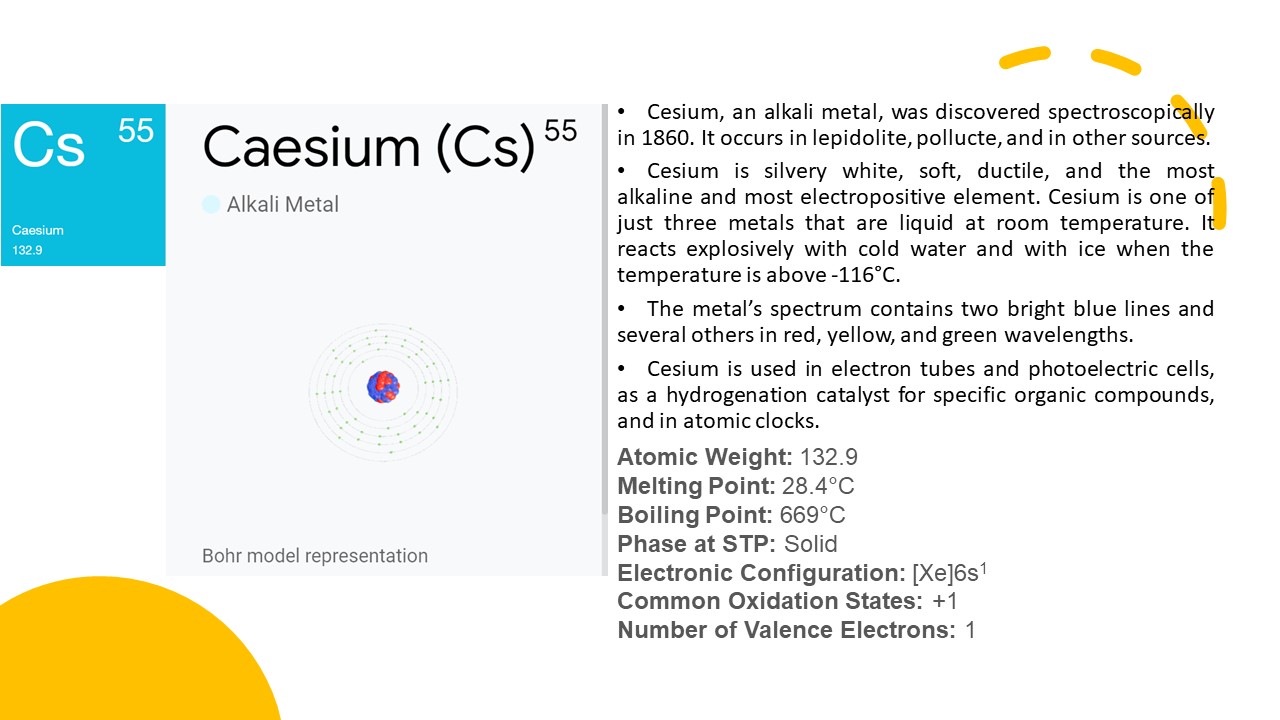 Cs 55
Caesium
132.9
Caesium (Cs) 55
Alkali Metal
Bohr model representation
• Cesium, an alkali metal, was discovered spectroscopically
in 1860. It occurs in lepidolite, pollucte, and in other sources.
• Cesium is silvery white, soft, ductile, and the most
alkaline and most electropositive element. Cesium is one of
just three metals that are liquid at room temperature. It
reacts explosively with cold water and with ice when the
temperature is above -116°C.
• The metal’s spectrum contains two bright blue lines and
several others in red, yellow, and green wavelengths.
• Cesium is used in electron tubes and photoelectric cells,
as a hydrogenation catalyst for specific organic compounds,
and in atomic clocks.
Atomic Weight: 132.9
Melting Point: 28.4°C
Boiling Point: 669°C
Phase at STP: Solid
Electronic Configuration: [Xe]6s¹
Common Oxidation States: +1
Number of Valence Electrons: 1